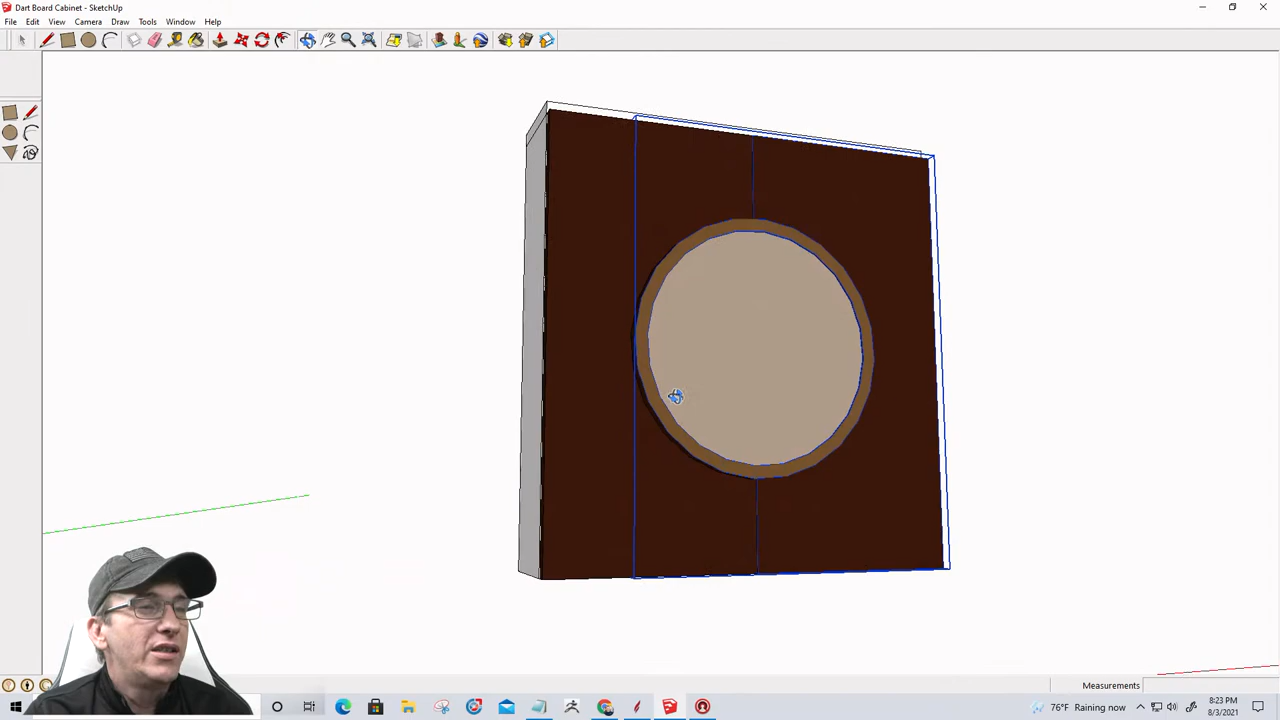 Dart Board Cabinet - SketchUp
File Edit View Camera Draw Tools Window Help
Measurements
76°F Raining now
8:23 PM
8/3/2021